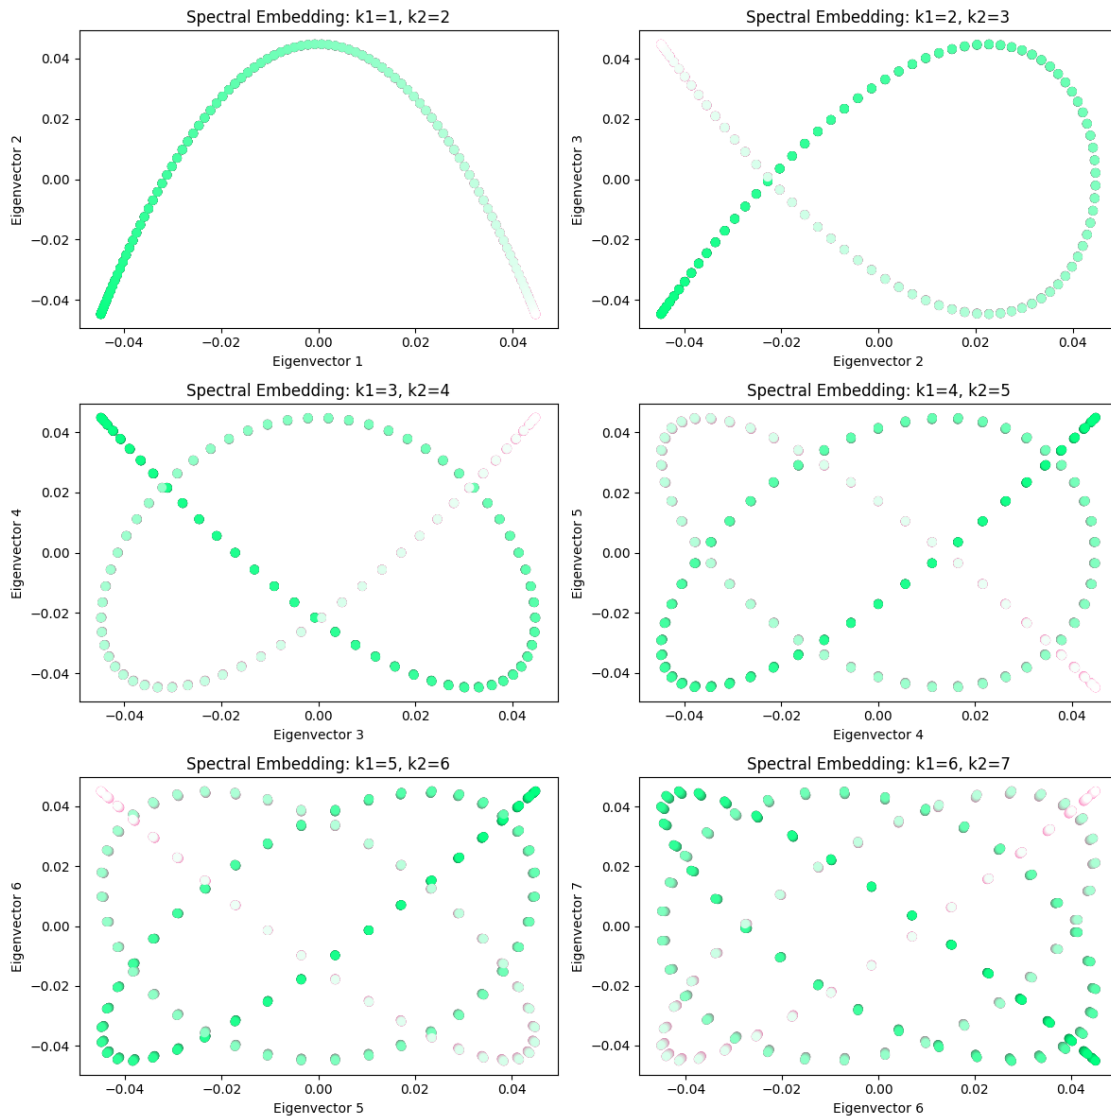 Spectral Embedding: k1=1, k2=2
Eigenvector 2
0.04
0.02
0.00
−0.02
−0.04
−0.04 −0.02 0.00 0.02 0.04
Eigenvector 1
Spectral Embedding: k1=2, k2=3
Eigenvector 3
0.04
0.02
0.00
−0.02
−0.04
−0.04 −0.02 0.00 0.02 0.04
Eigenvector 2
Spectral Embedding: k1=3, k2=4
Eigenvector 4
0.04
0.02
0.00
−0.02
−0.04
−0.04 −0.02 0.00 0.02 0.04
Eigenvector 3
Spectral Embedding: k1=4, k2=5
Eigenvector 5
0.04
0.02
0.00
−0.02
−0.04
−0.04 −0.02 0.00 0.02 0.04
Eigenvector 4
Spectral Embedding: k1=5, k2=6
Eigenvector 6
0.04
0.02
0.00
−0.02
−0.04
−0.04 −0.02 0.00 0.02 0.04
Eigenvector 5
Spectral Embedding: k1=6, k2=7
Eigenvector 7
0.04
0.02
0.00
−0.02
−0.04
−0.04 −0.02 0.00 0.02 0.04
Eigenvector 6